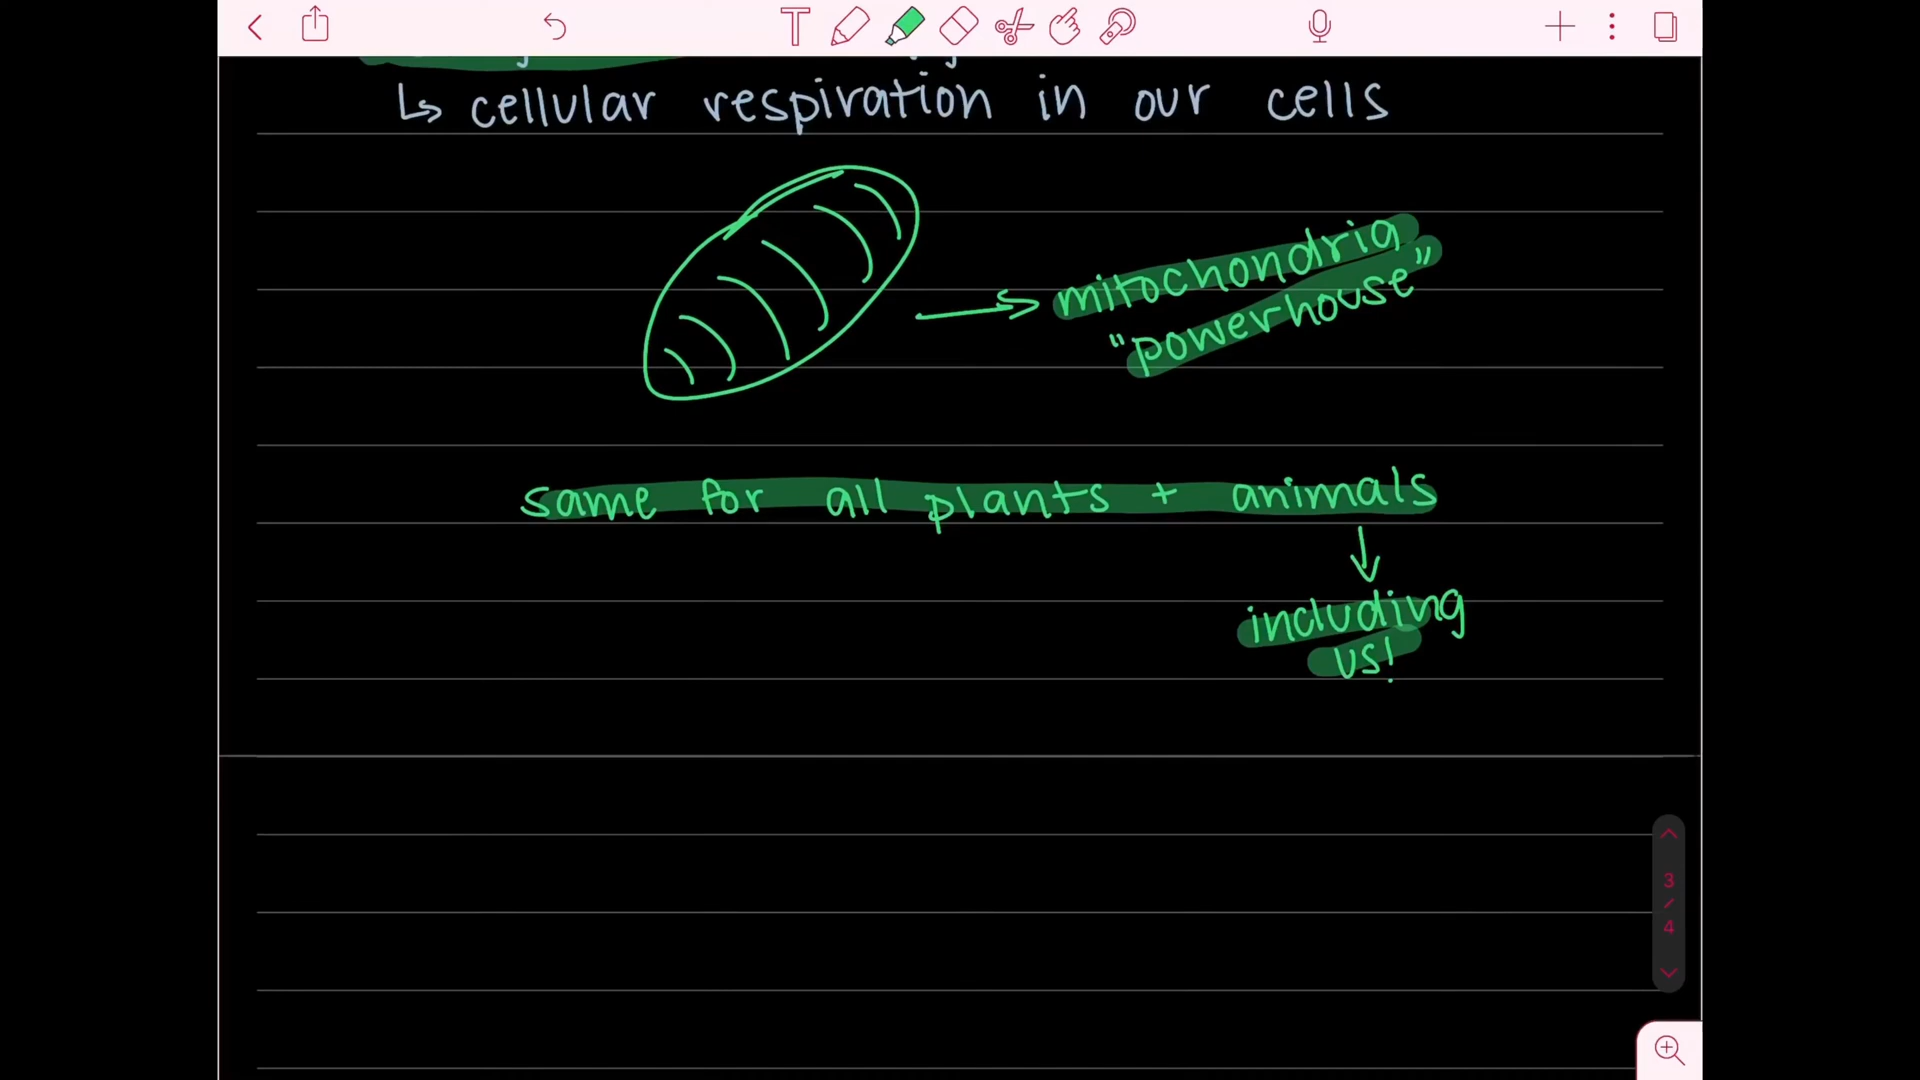 ↳ cellular respiration in our cells
mitochondria
"powerhouse"
same for all plants + animals
including
us!
3
/
4